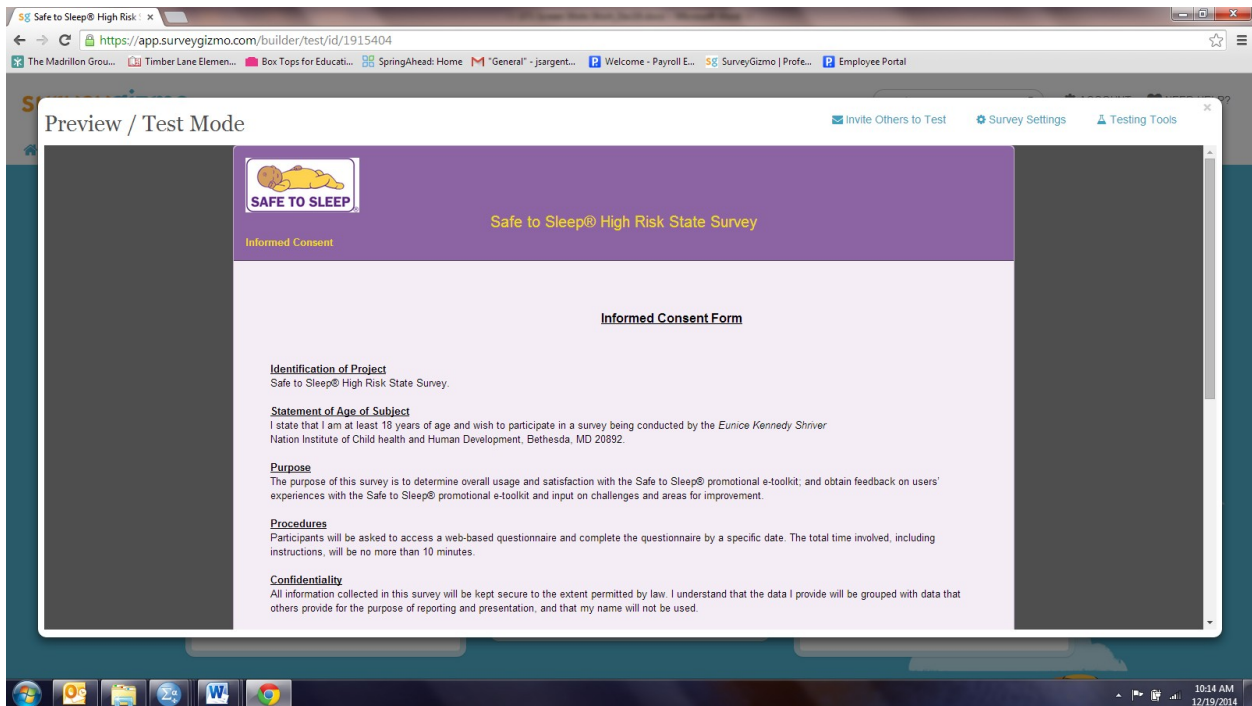 Safe to Sleep® High Risk S
https://app.surveygizmo.com/builder/test/id/1915404
The Madrillon Grou... Timber Lane Elemen... Box Tops for Educati... SpringAhead: Home "General" - jsargent... Welcome - Payroll E... SurveyGizmo | Profe... Employee Portal
Preview / Test Mode
Invite Others to Test Survey Settings Testing Tools
SAFE TO SLEEP
Safe to Sleep® High Risk State Survey
Informed Consent
Informed Consent Form
Identification of Project
Safe to Sleep® High Risk State Survey.
Statement of Age of Subject
I state that I am at least 18 years of age and wish to participate in a survey being conducted by the Eunice Kennedy Shriver
Nation Institute of Child health and Human Development, Bethesda, MD 20892.
Purpose
The purpose of this survey is to determine overall usage and satisfaction with the Safe to Sleep® promotional e-toolkit; and obtain feedback on users'
experiences with the Safe to Sleep® promotional e-toolkit and input on challenges and areas for improvement.
Procedures
Participants will be asked to access a web-based questionnaire and complete the questionnaire by a specific date. The total time involved, including
instructions, will be no more than 10 minutes.
Confidentiality
All information collected in this survey will be kept secure to the extent permitted by law. I understand that the data I provide will be grouped with data that
others provide for the purpose of reporting and presentation, and that my name will not be used.
10:14 AM
12/19/2014